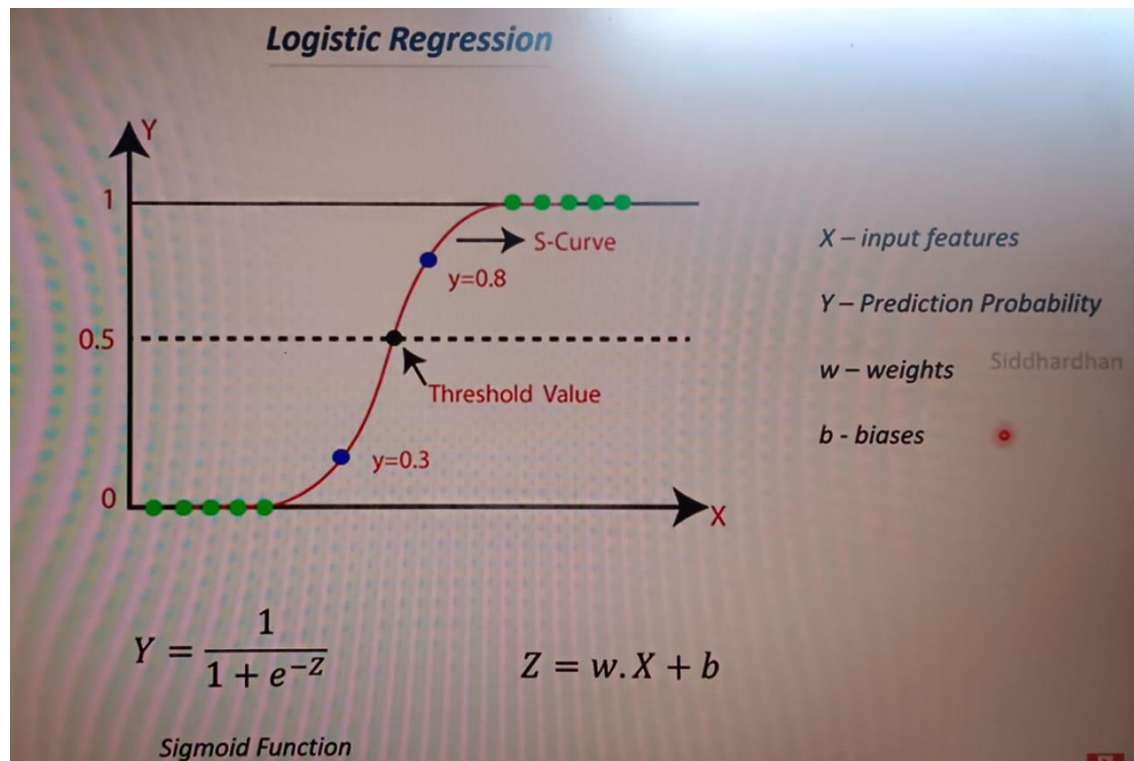 Logistic Regression
Y
1
S-Curve
y=0.8
0.5
Threshold Value
y=0.3
0
X
X – input features
Y – Prediction Probability
w – weights
Siddhardhan
b - biases
Y = 1 / 1 + e^-Z
Z = w.X + b
Sigmoid Function